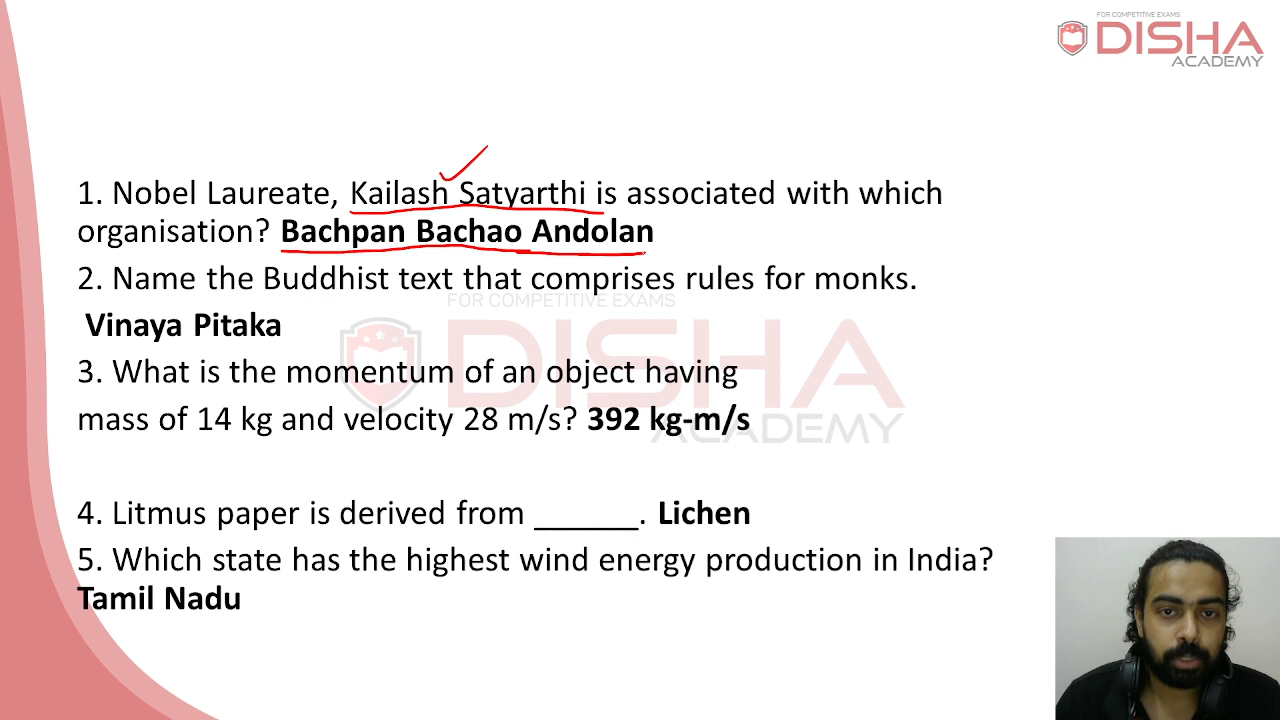 FOR COMPETITIVE EXAMS
DISHA
ACADEMY
1. Nobel Laureate, Kailash Satyarthi is associated with which
organisation? Bachpan Bachao Andolan
2. Name the Buddhist text that comprises rules for monks.
FOR COMPETITIVE EXAMS
Vinaya Pitaka
DISHA
3. What is the momentum of an object having
mass of 14 kg and velocity 28 m/s? 392 kg-m/s
ACADEMY
4. Litmus paper is derived from ______. Lichen
5. Which state has the highest wind energy production in India?
Tamil Nadu